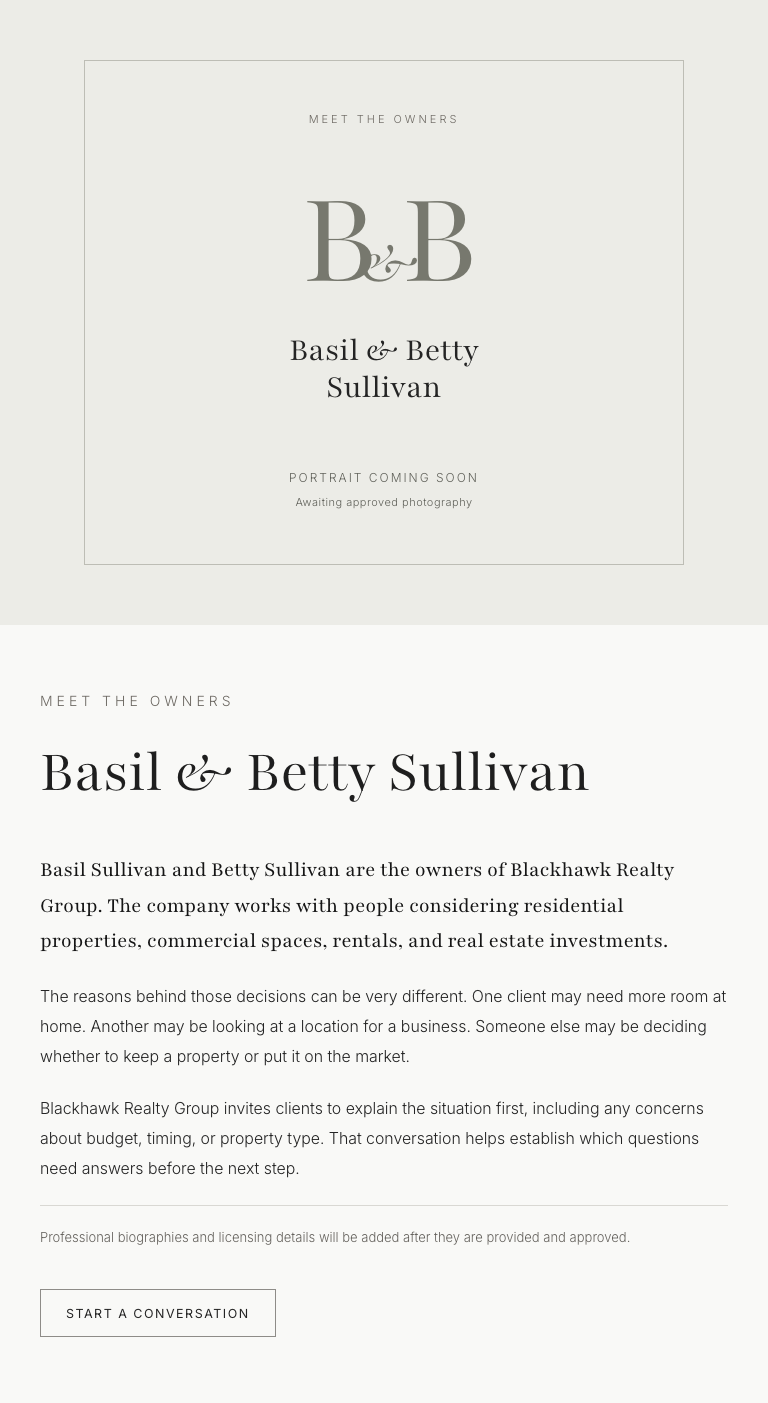 MEET THE OWNERS
B&B
Basil & Betty
Sullivan
PORTRAIT COMING SOON
Awaiting approved photography
MEET THE OWNERS
Basil & Betty Sullivan
Basil Sullivan and Betty Sullivan are the owners of Blackhawk Realty
Group. The company works with people considering residential
properties, commercial spaces, rentals, and real estate investments.
The reasons behind those decisions can be very different. One client may need more room at
home. Another may be looking at a location for a business. Someone else may be deciding
whether to keep a property or put it on the market.
Blackhawk Realty Group invites clients to explain the situation first, including any concerns
about budget, timing, or property type. That conversation helps establish which questions
need answers before the next step.
Professional biographies and licensing details will be added after they are provided and approved.
START A CONVERSATION